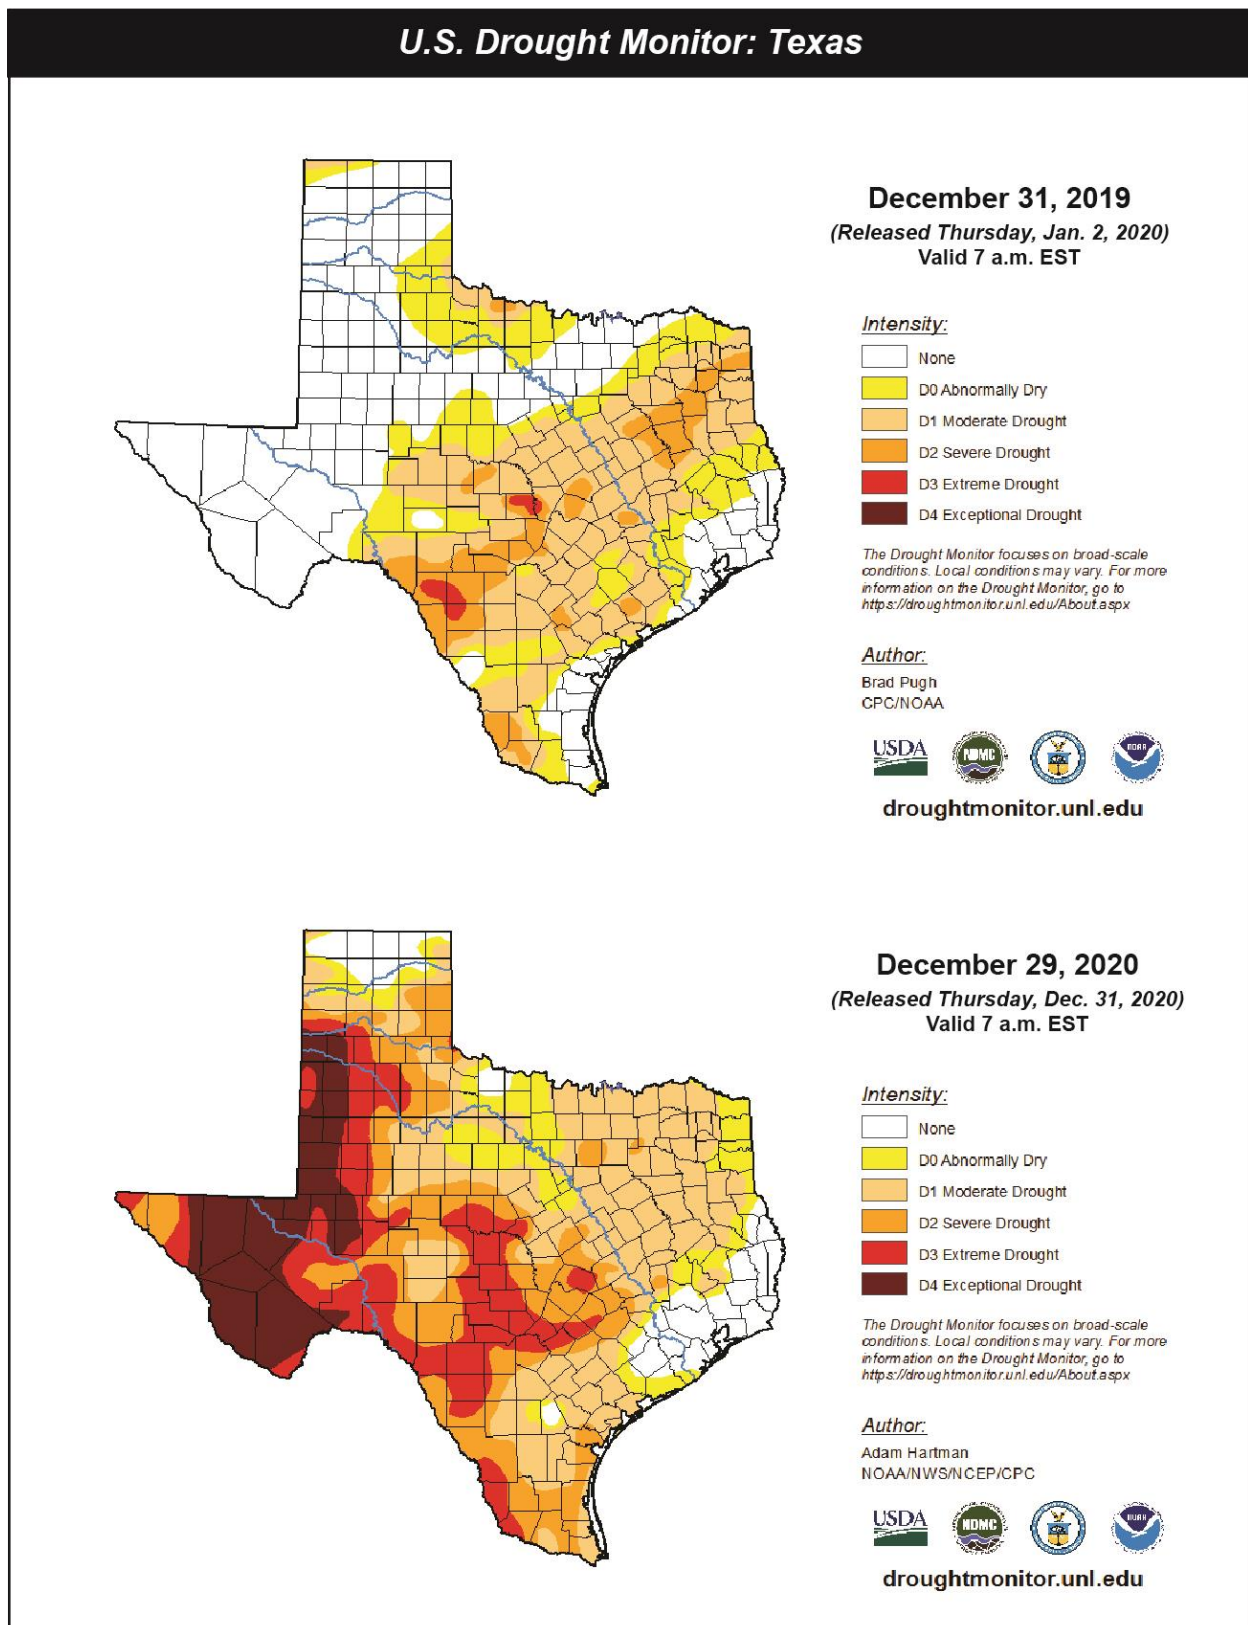 U.S. Drought Monitor: Texas
December 31, 2019
(Released Thursday, Jan. 2, 2020)
Valid 7 a.m. EST
Intensity:
None
D0 Abnormally Dry
D1 Moderate Drought
D2 Severe Drought
D3 Extreme Drought
D4 Exceptional Drought
The Drought Monitor focuses on broad-scale
conditions. Local conditions may vary. For more
information on the Drought Monitor, go to
https://droughtmonitor.unl.edu/About.aspx
Author:
Brad Pugh
CPC/NOAA
USDA
NDMC
NOAA
droughtmonitor.unl.edu
December 29, 2020
(Released Thursday, Dec. 31, 2020)
Valid 7 a.m. EST
Intensity:
None
D0 Abnormally Dry
D1 Moderate Drought
D2 Severe Drought
D3 Extreme Drought
D4 Exceptional Drought
The Drought Monitor focuses on broad-scale
conditions. Local conditions may vary. For more
information on the Drought Monitor, go to
https://droughtmonitor.unl.edu/About.aspx
Author:
Adam Hartman
NOAA/NWS/NCEP/CPC
USDA
NDMC
NOAA
droughtmonitor.unl.edu